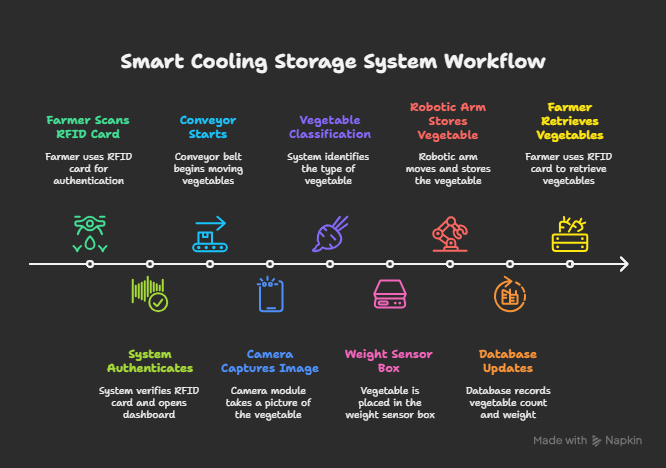 Smart Cooling Storage System Workflow
Farmer Scans
RFID Card
Farmer uses RFID
card for
authentication
Conveyor
Starts
Conveyor belt
begins moving
vegetables
Vegetable
Classification
System identifies
the type of
vegetable
Robotic Arm
Stores
Vegetable
Robotic arm
moves and stores
the vegetable
Farmer
Retrieves
Vegetables
Farmer uses RFID
card to retrieve
vegetables
System
Authenticates
System verifies RFID
card and opens
dashboard
Camera
Captures Image
Camera module
takes a picture of
the vegetable
Weight Sensor
Box
Vegetable is
placed in the
weight sensor box
Database
Updates
Database records
vegetable count
and weight
Made with Napkin